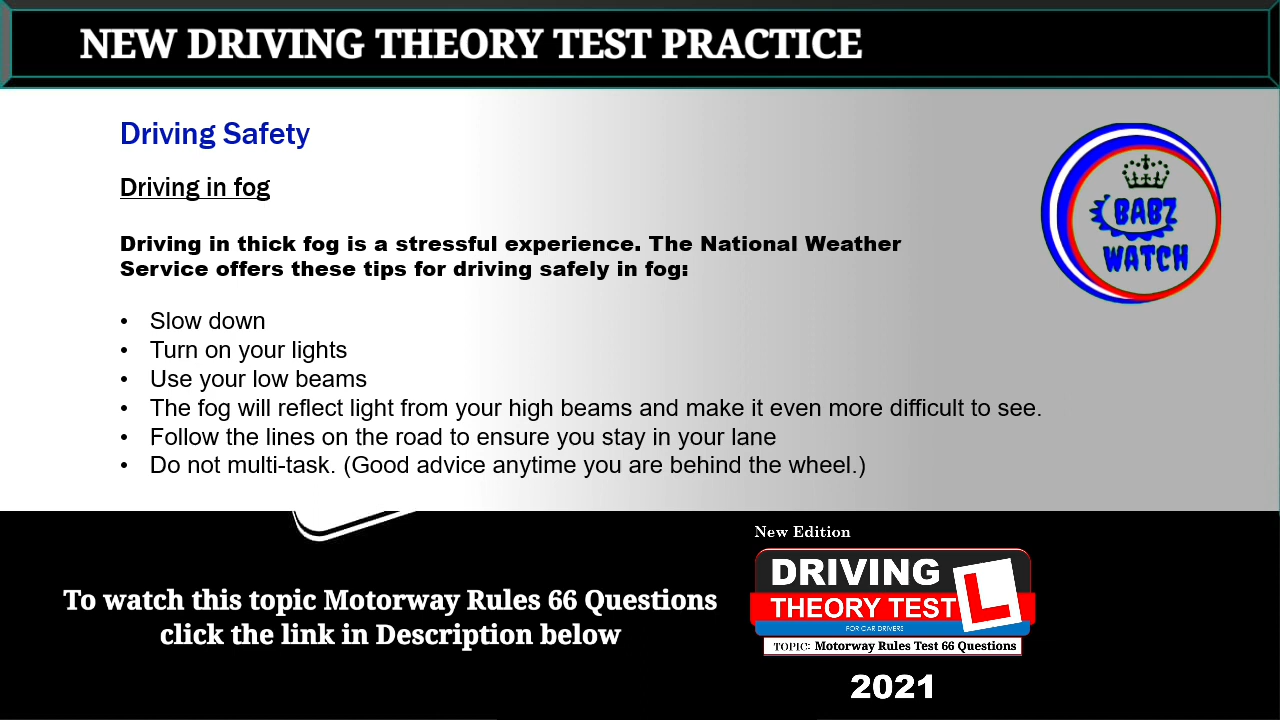 NEW DRIVING THEORY TEST PRACTICE
Driving Safety
Driving in fog
Driving in thick fog is a stressful experience. The National Weather
Service offers these tips for driving safely in fog:
• Slow down
• Turn on your lights
• Use your low beams
• The fog will reflect light from your high beams and make it even more difficult to see.
• Follow the lines on the road to ensure you stay in your lane
• Do not multi-task. (Good advice anytime you are behind the wheel.)
BABZ
WATCH
To watch this topic Motorway Rules 66 Questions
click the link in Description below
New Edition
DRIVING
THEORY TEST
L
FOR CAR DRIVERS
TOPIC: Motorway Rules Test 66 Questions
2021